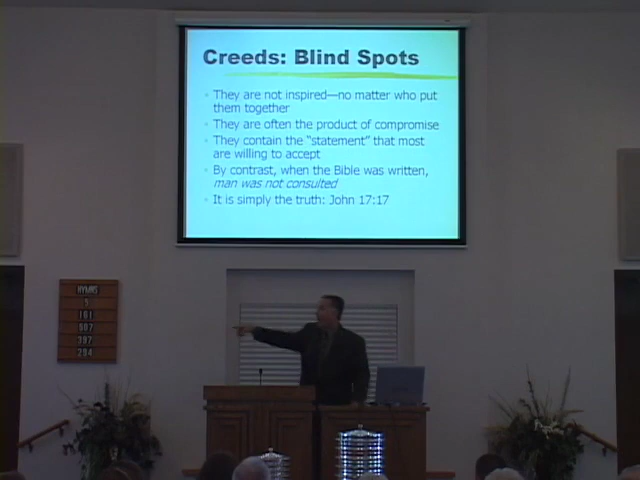 Creeds: Blind Spots
They are not inspired—no matter who put
them together
They are often the product of compromise
They contain the “statement” that most
are willing to accept
By contrast, when the Bible was written,
man was not consulted
It is simply the truth: John 17:17
HYMNS
5
101
607
397
294